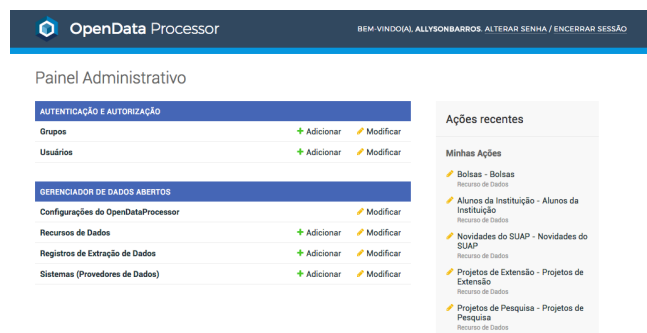 OpenData Processor
BEM-VINDO(A), ALLYSONBARROS. ALTERAR SENHA / ENCERRAR SESSÃO
Painel Administrativo
AUTENTICAÇÃO E AUTORIZAÇÃO
Grupos Adicionar Modificar
Usuários Adicionar Modificar
GERENCIADOR DE DADOS ABERTOS
Configurações do OpenDataProcessor Modificar
Recursos de Dados Adicionar Modificar
Registros de Extração de Dados Adicionar Modificar
Sistemas (Provedores de Dados) Adicionar Modificar
Ações recentes
Minhas Ações
Bolsas - Bolsas
Recurso de Dados
Alunos da Instituição - Alunos da
Instituição
Recurso de Dados
Novidades do SUAP - Novidades do
SUAP
Recurso de Dados
Projetos de Extensão - Projetos de
Extensão
Recurso de Dados
Projetos de Pesquisa - Projetos de
Pesquisa
Recurso de Dados